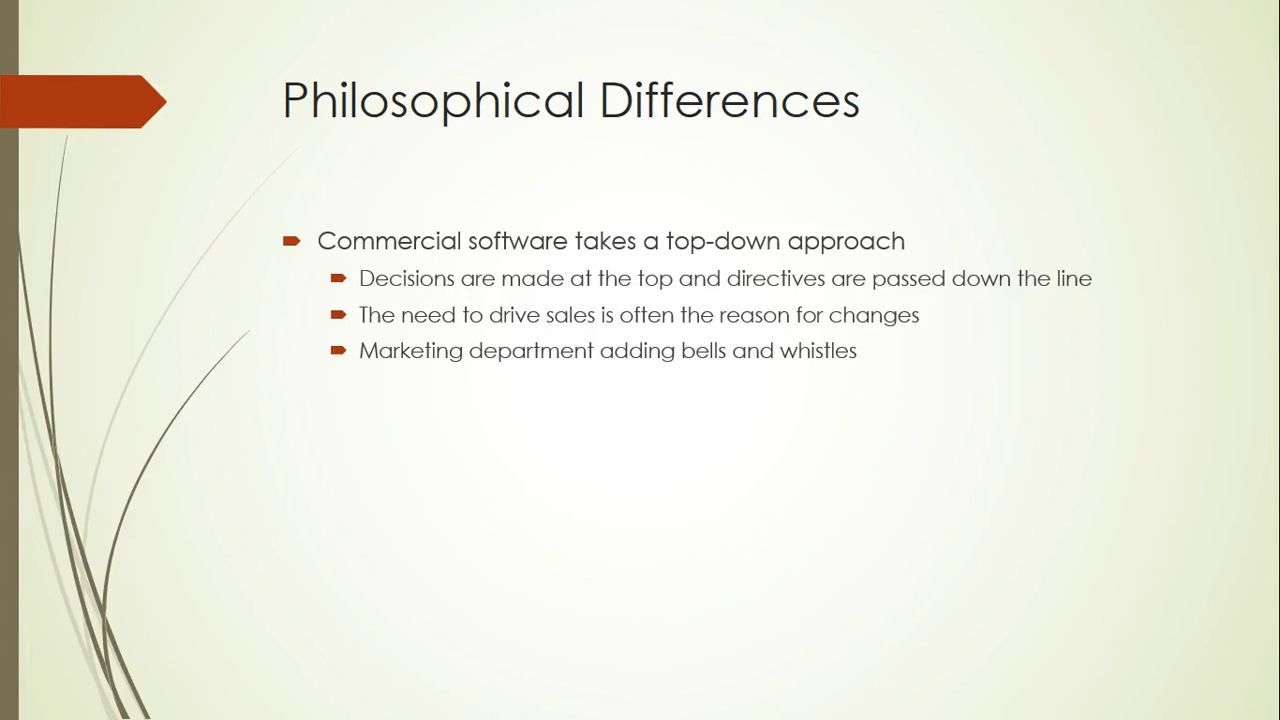 Philosophical Differences
Commercial software takes a top-down approach
Decisions are made at the top and directives are passed down the line
The need to drive sales is often the reason for changes
Marketing department adding bells and whistles